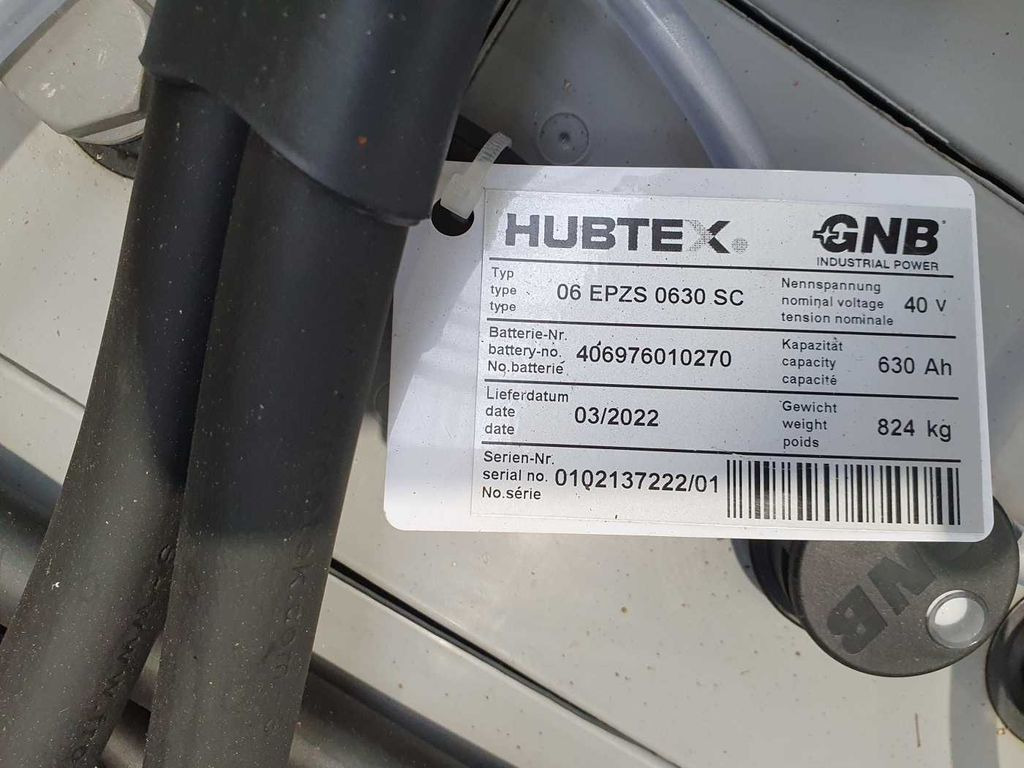 HUBTEX
GNB
INDUSTRIAL POWER
Typ
type
type
06 EPZS 0630 SC
Nennspannung
nominal voltage
tension nominale
40 V
Batterie-Nr.
battery-no.
No.batterie
406976010270
Kapazität
capacity
capacité
630 Ah
Lieferdatum
date
date
03/2022
Gewicht
weight
poids
824 kg
Serien-Nr.
serial no.
No.série
0102137222/01
NB